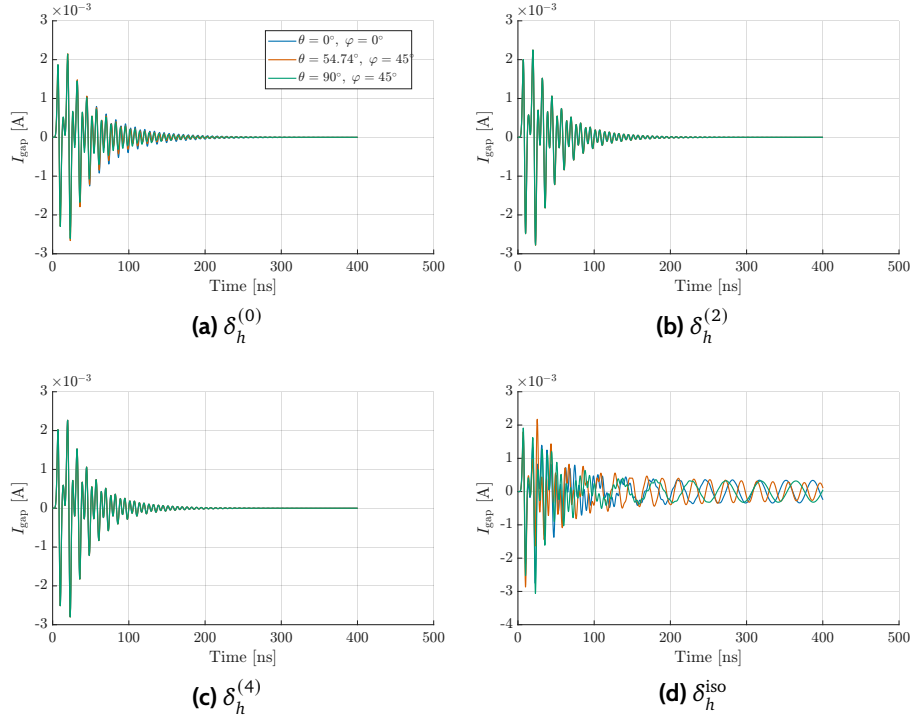 ×10⁻³
3
2
1
0
-1
-2
-3
I_gap [A]
0 100 200 300 400 500
Time [ns]
θ = 0°, φ = 0°
θ = 54.74°, φ = 45°
θ = 90°, φ = 45°
(a) δ_h^(0)
×10⁻³
3
2
1
0
-1
-2
-3
I_gap [A]
0 100 200 300 400 500
Time [ns]
(b) δ_h^(2)
×10⁻³
3
2
1
0
-1
-2
-3
I_gap [A]
0 100 200 300 400 500
Time [ns]
(c) δ_h^(4)
×10⁻³
3
2
1
0
-1
-2
-3
-4
I_gap [A]
0 100 200 300 400 500
Time [ns]
(d) δ_h^iso